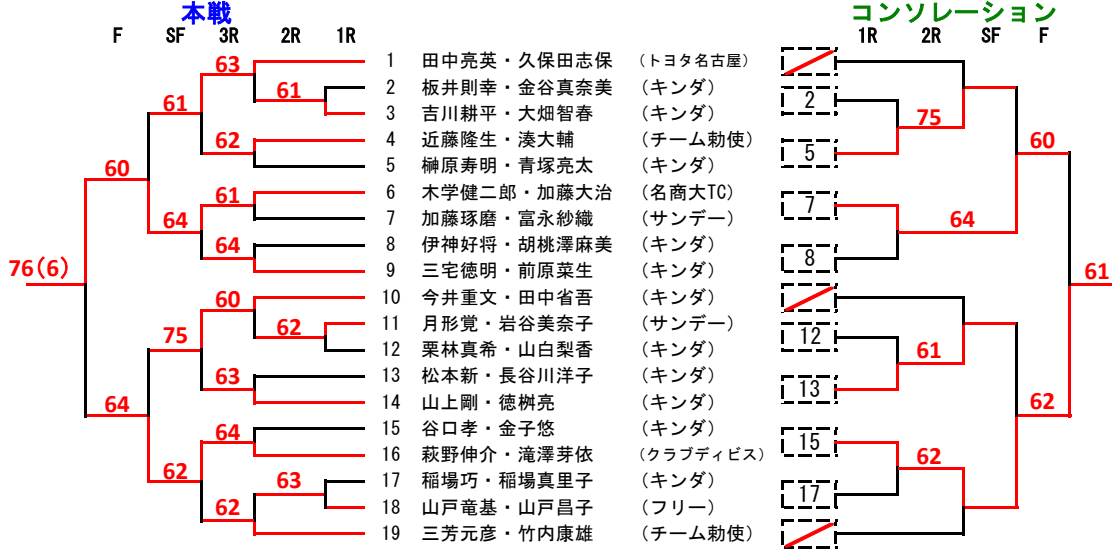 本戦 コンソレーション
F SF 3R 2R 1R 1R 2R SF F
63 1 田中亮英・久保田志保 (トヨタ名古屋)
61 2 板井則幸・金谷真奈美 (キンダ) 2
61 3 吉川耕平・大畑智春 (キンダ) 75
62 4 近藤隆生・湊大輔 (チーム勅使) 60
5 榊原寿明・青塚亮太 (キンダ) 5
60 61 6 木学健二郎・加藤大治 (名商大TC)
64 7 加藤琢磨・富永紗織 (サンデー) 7 64
64 8 伊神好将・胡桃澤麻美 (キンダ) 8
76(6) 9 三宅徳明・前原菜生 (キンダ) 61
60 10 今井重文・田中省吾 (キンダ)
62 11 月形覚・岩谷美奈子 (サンデー)
75 12 栗林真希・山白梨香 (キンダ) 12 61
63 13 松本新・長谷川洋子 (キンダ) 13
64 14 山上剛・徳桝亮 (キンダ) 62
64 15 谷口孝・金子悠 (キンダ) 15
62 16 萩野伸介・滝澤芽依 (クラブディビス) 62
63 17 稲場巧・稲場真里子 (キンダ) 17
62 18 山戸竜基・山戸昌子 (フリー)
19 三芳元彦・竹内康雄 (チーム勅使)